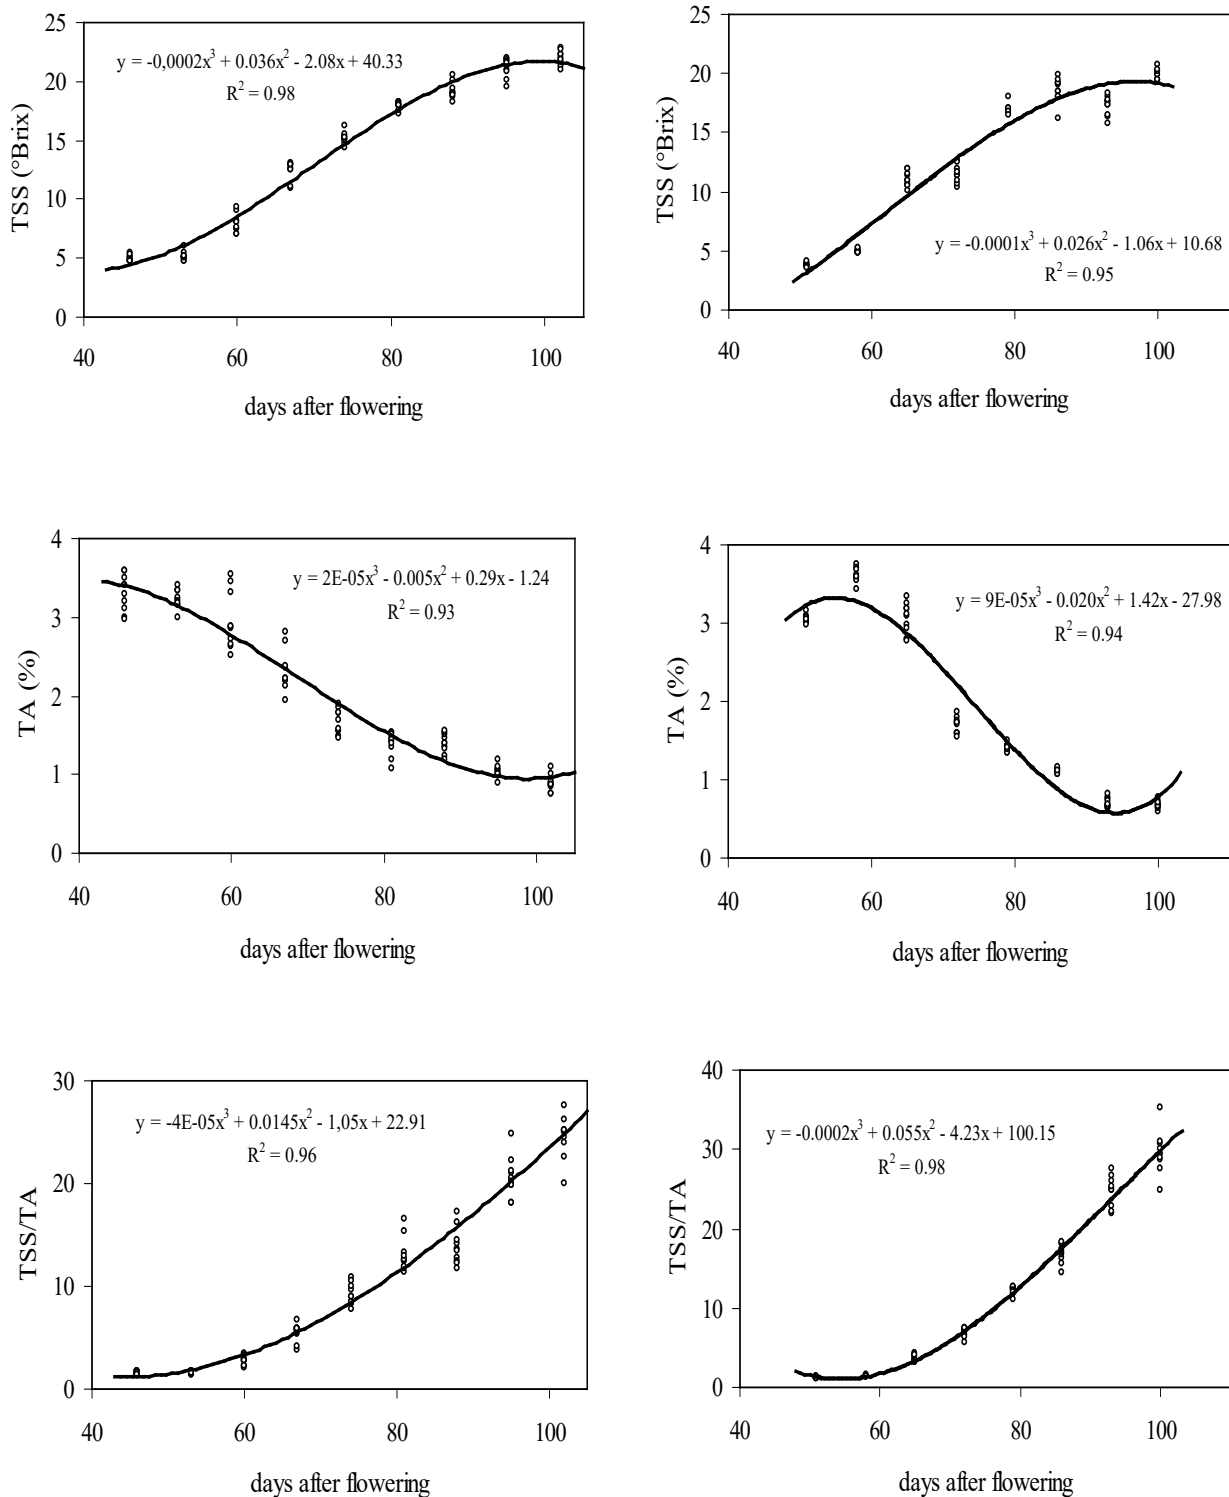 25
20
15
10
5
0
TSS (°Brix)
y = -0,0002x³ + 0.036x² - 2.08x + 40.33
R² = 0.98
40 60 80 100
days after flowering
25
20
15
10
5
0
TSS (°Brix)
y = -0.0001x³ + 0.026x² - 1.06x + 10.68
R² = 0.95
40 60 80 100
days after flowering
4
3
2
1
0
TA (%)
y = 2E-05x³ - 0.005x² + 0.29x - 1.24
R² = 0.93
40 60 80 100
days after flowering
4
3
2
1
0
TA (%)
y = 9E-05x³ - 0.020x² + 1.42x - 27.98
R² = 0.94
40 60 80 100
days after flowering
30
20
10
0
TSS/TA
y = -4E-05x³ + 0.0145x² - 1,05x + 22.91
R² = 0.96
40 60 80 100
days after flowering
40
30
20
10
0
TSS/TA
y = -0.0002x³ + 0.055x² - 4.23x + 100.15
R² = 0.98
40 60 80 100
days after flowering